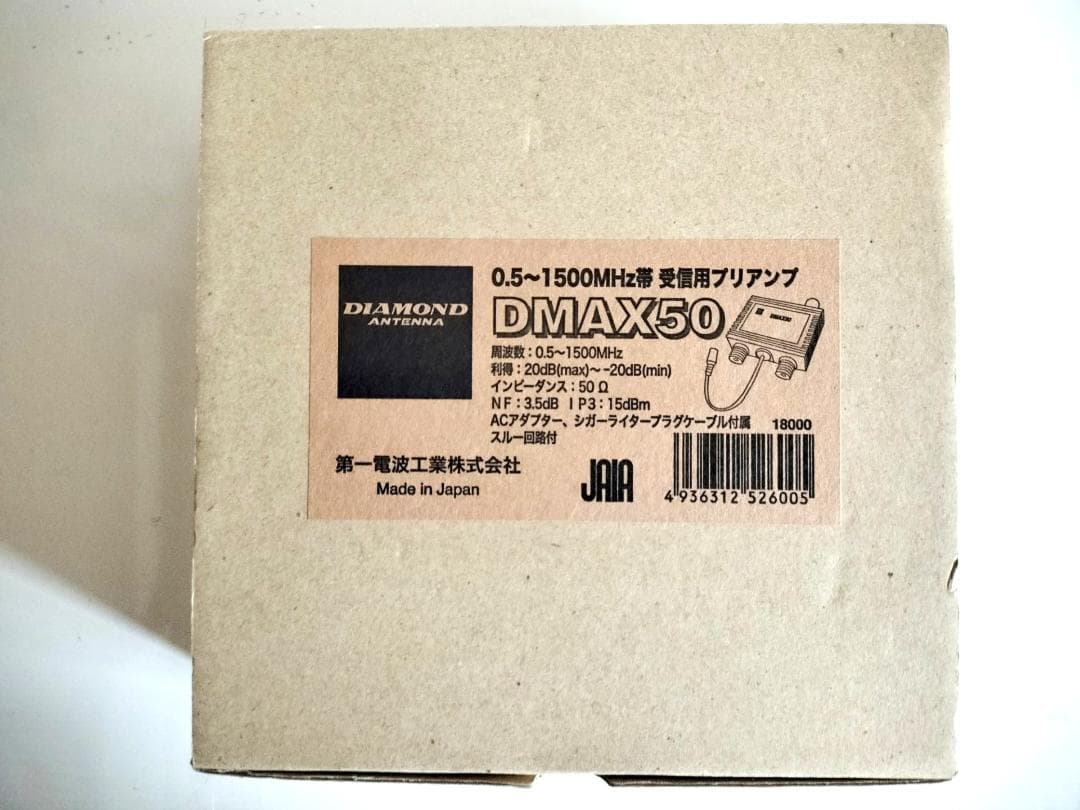 DIAMOND
ANTENNA
0.5～1500MHz帯 受信用プリアンプ
DMAX50
DMAX50
周波数：0.5～1500MHz
利得：20dB(max)～-20dB(min)
インピーダンス：50Ω
NF：3.5dB IP3：15dBm
ACアダプター、シガーライタープラグケーブル付属 18000
スルー回路付
第一電波工業株式会社
Made in Japan
JAIA
4 936312 526005